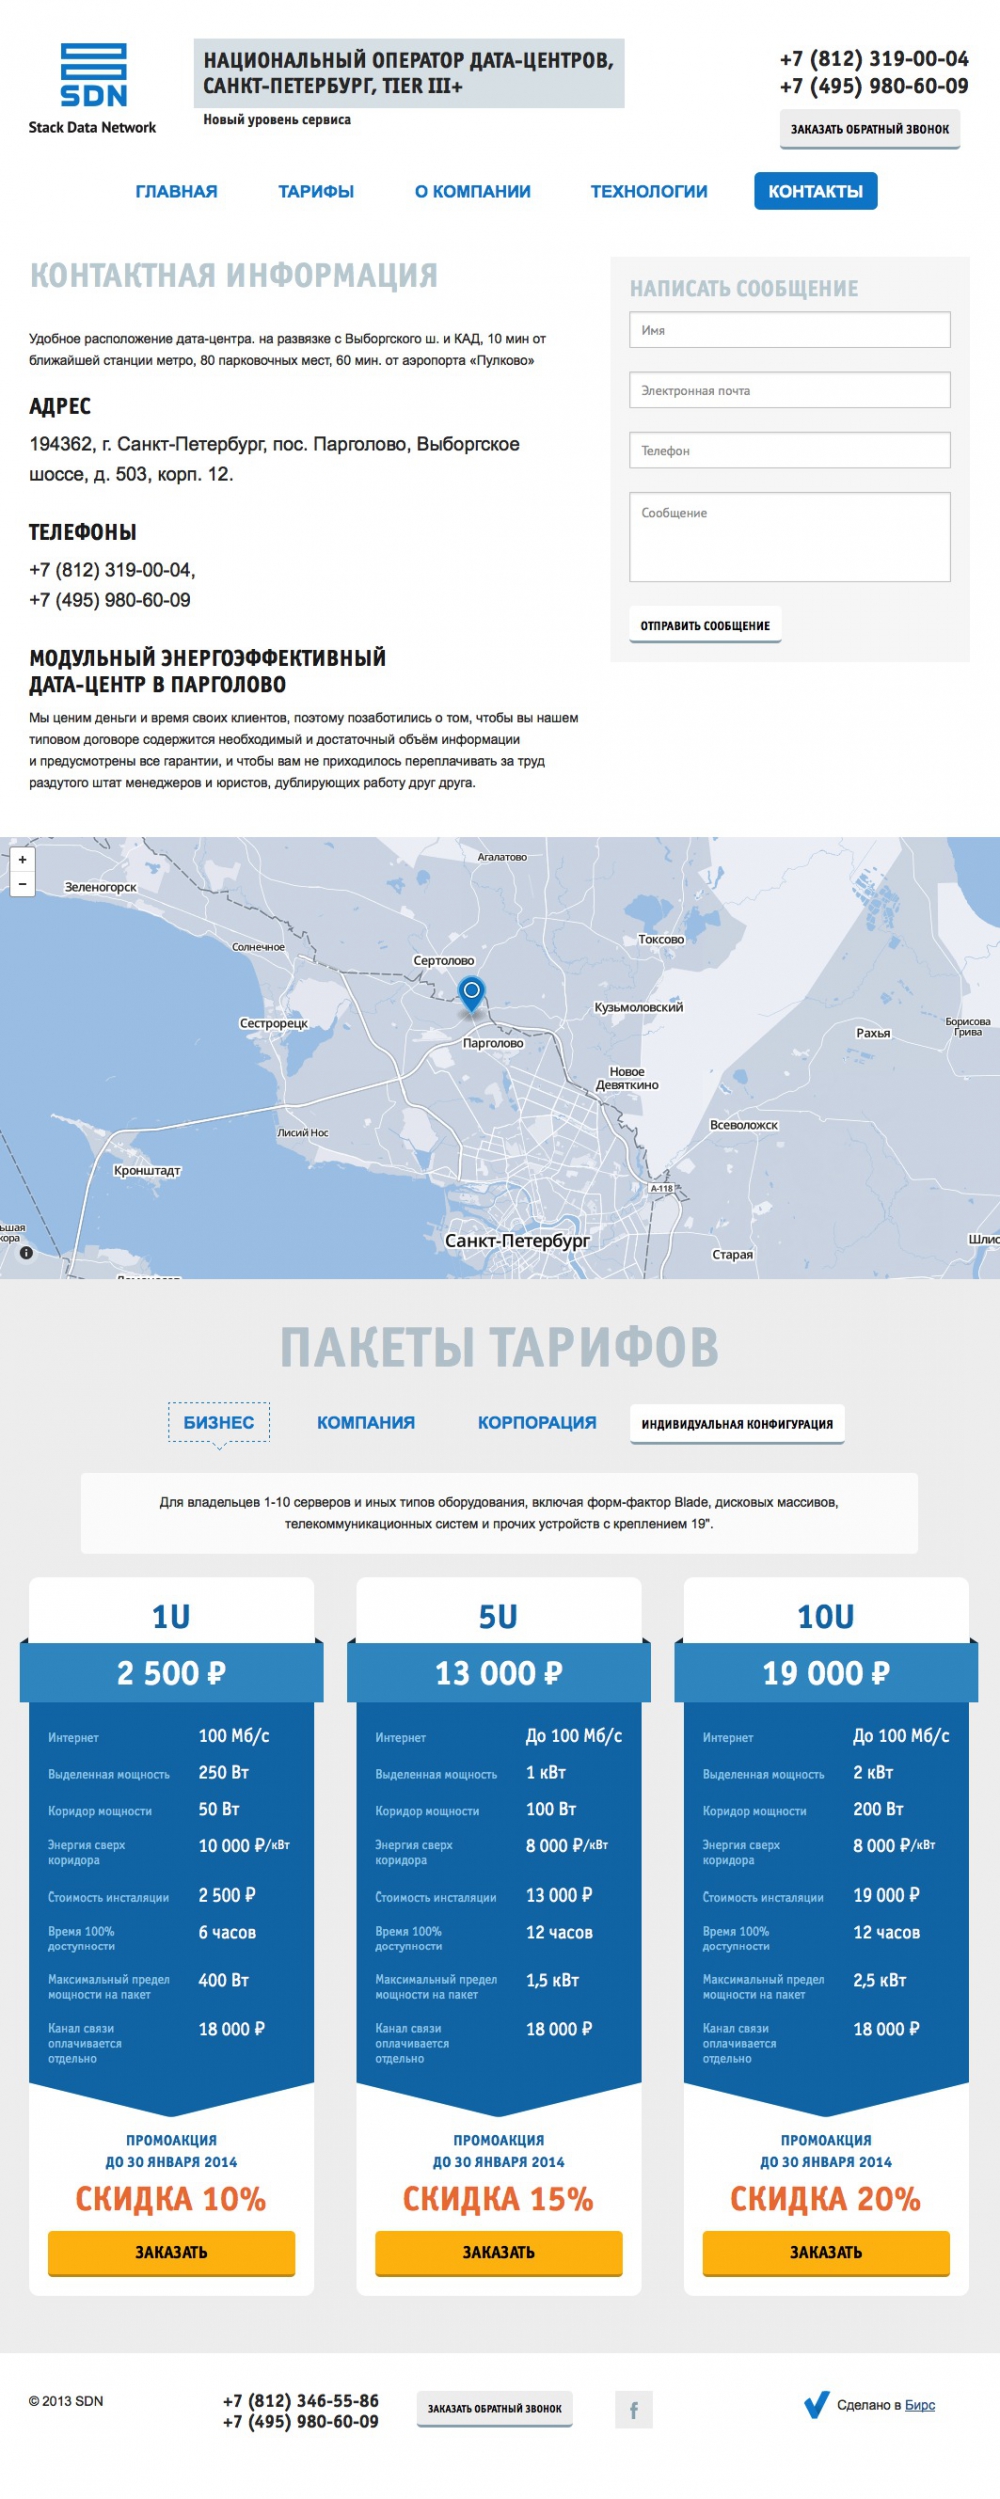 SDN
Stack Data Network
НАЦИОНАЛЬНЫЙ ОПЕРАТОР ДАТА-ЦЕНТРОВ,
САНКТ-ПЕТЕРБУРГ, TIER III+
Новый уровень сервиса
+7 (812) 319-00-04
+7 (495) 980-60-09
ЗАКАЗАТЬ ОБРАТНЫЙ ЗВОНОК
ГЛАВНАЯ ТАРИФЫ О КОМПАНИИ ТЕХНОЛОГИИ КОНТАКТЫ
КОНТАКТНАЯ ИНФОРМАЦИЯ
Удобное расположение дата-центра. на развязке с Выборгского ш. и КАД, 10 мин от
ближайшей станции метро, 80 парковочных мест, 60 мин. от аэропорта «Пулково»
АДРЕС
194362, г. Санкт-Петербург, пос. Парголово, Выборгское
шоссе, д. 503, корп. 12.
ТЕЛЕФОНЫ
+7 (812) 319-00-04,
+7 (495) 980-60-09
МОДУЛЬНЫЙ ЭНЕРГОЭФФЕКТИВНЫЙ
ДАТА-ЦЕНТР В ПАРГОЛОВО
Мы ценим деньги и время своих клиентов, поэтому позаботились о том, чтобы вы нашем
типовом договоре содержится необходимый и достаточный объём информации
и предусмотрены все гарантии, и чтобы вам не приходилось переплачивать за труд
раздутого штат менеджеров и юристов, дублирующих работу друг друга.
НАПИСАТЬ СООБЩЕНИЕ
Имя
Электронная почта
Телефон
Сообщение
ОТПРАВИТЬ СООБЩЕНИЕ
+
−
Агалатово
Зеленогорск
Токсово
Солнечное
Сертолово
Кузьмоловский
Сестрорецк
Борисова
Грива
Рахья
Парголово
Новое
Девяткино
Всеволожск
Лисий Нос
Кронштадт
А-118
ьшая
кора
Санкт-Петербург
Шлис
Старая
ПАКЕТЫ ТАРИФОВ
БИЗНЕС КОМПАНИЯ КОРПОРАЦИЯ ИНДИВИДУАЛЬНАЯ КОНФИГУРАЦИЯ
Для владельцев 1-10 серверов и иных типов оборудования, включая форм-фактор Blade, дисковых массивов,
телекоммуникационных систем и прочих устройств с креплением 19".
1U
2 500 ₽
Интернет 100 Мб/с
Выделенная мощность 250 Вт
Коридор мощности 50 Вт
Энергия сверх 10 000 ₽/кВт
коридора
Стоимость инсталяции 2 500 ₽
Время 100% 6 часов
доступности
Максимальный предел 400 Вт
мощности на пакет
Канал связи 18 000 ₽
оплачивается
отдельно
ПРОМОАКЦИЯ
ДО 30 ЯНВАРЯ 2014
СКИДКА 10%
ЗАКАЗАТЬ
5U
13 000 ₽
Интернет До 100 Мб/с
Выделенная мощность 1 кВт
Коридор мощности 100 Вт
Энергия сверх 8 000 ₽/кВт
коридора
Стоимость инсталяции 13 000 ₽
Время 100% 12 часов
доступности
Максимальный предел 1,5 кВт
мощности на пакет
Канал связи 18 000 ₽
оплачивается
отдельно
ПРОМОАКЦИЯ
ДО 30 ЯНВАРЯ 2014
СКИДКА 15%
ЗАКАЗАТЬ
10U
19 000 ₽
Интернет До 100 Мб/с
Выделенная мощность 2 кВт
Коридор мощности 200 Вт
Энергия сверх 8 000 ₽/кВт
коридора
Стоимость инсталяции 19 000 ₽
Время 100% 12 часов
доступности
Максимальный предел 2,5 кВт
мощности на пакет
Канал связи 18 000 ₽
оплачивается
отдельно
ПРОМОАКЦИЯ
ДО 30 ЯНВАРЯ 2014
СКИДКА 20%
ЗАКАЗАТЬ
© 2013 SDN
+7 (812) 346-55-86
+7 (495) 980-60-09
ЗАКАЗАТЬ ОБРАТНЫЙ ЗВОНОК
f
Сделано в Бирс